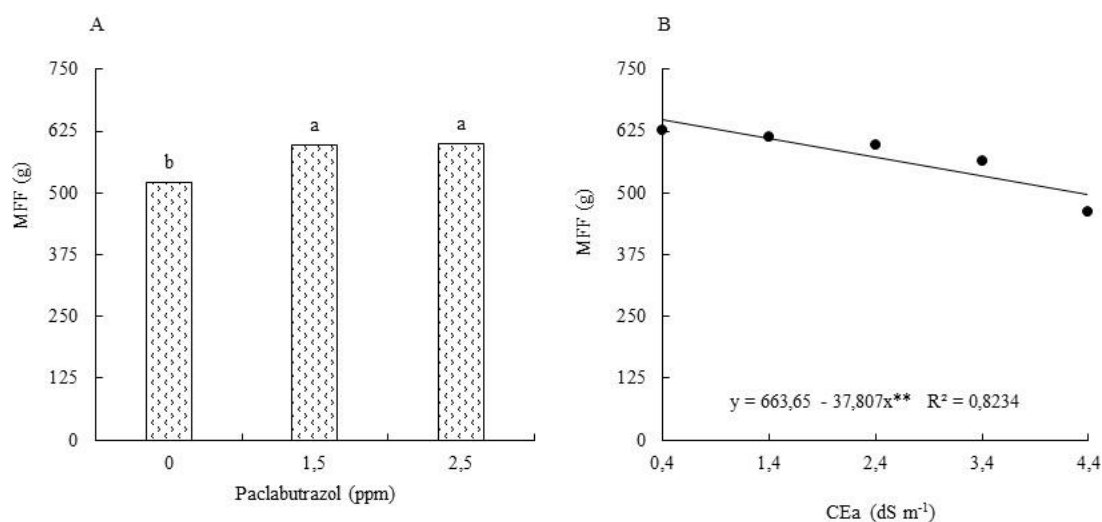 A
MFF (g)
750
625
500
375
250
125
0
b
a
a
0 1,5 2,5
Paclabutrazol (ppm)
B
MFF (g)
750
625
500
375
250
125
0
y = 663,65 - 37,807x** R² = 0,8234
0,4 1,4 2,4 3,4 4,4
CEa (dS m⁻¹)